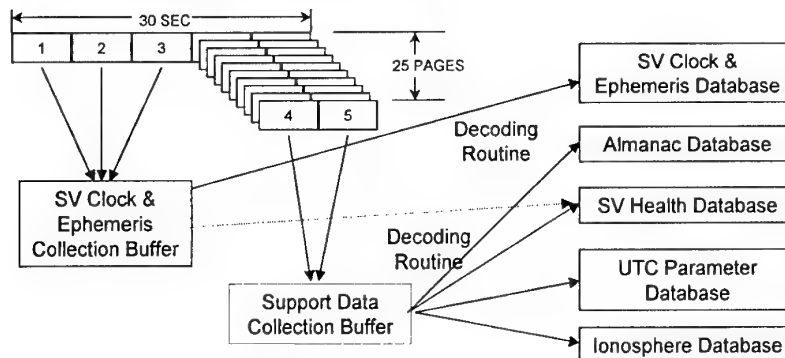 30 SEC
1 2 3
25 PAGES
4 5
SV Clock &
Ephemeris Database
Decoding
Routine
Almanac Database
SV Clock &
Ephemeris
Collection Buffer
SV Health Database
Decoding
Routine
UTC Parameter
Database
Support Data
Collection Buffer
Ionosphere Database